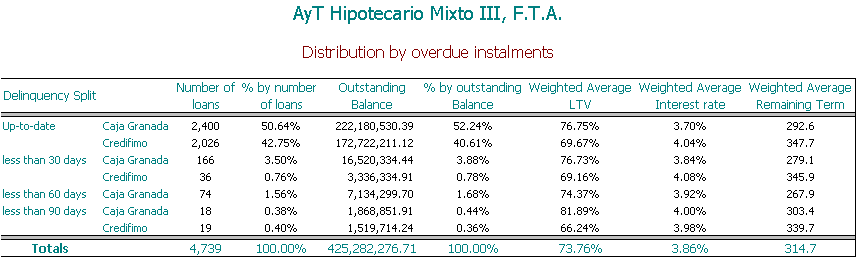 AyT Hipotecario Mixto III, F.T.A.
Distribution by overdue instalments
Delinquency Split Number of loans % by number of loans Outstanding Balance % by outstanding Balance Weighted Average LTV Weighted Average Interest rate Weighted Average Remaining Term
Up-to-date Caja Granada 2,400 50.64% 222,180,530.39 52.24% 76.75% 3.70% 292.6
Credifimo 2,026 42.75% 172,722,211.12 40.61% 69.67% 4.04% 347.7
less than 30 days Caja Granada 166 3.50% 16,520,334.44 3.88% 76.73% 3.84% 279.1
Credifimo 36 0.76% 3,336,334.91 0.78% 69.16% 4.08% 345.9
less than 60 days Caja Granada 74 1.56% 7,134,299.70 1.68% 74.37% 3.92% 267.9
less than 90 days Caja Granada 18 0.38% 1,868,851.91 0.44% 81.89% 4.00% 303.4
Credifimo 19 0.40% 1,519,714.24 0.36% 66.24% 3.98% 339.7
Totals 4,739 100.00% 425,282,276.71 100.00% 73.76% 3.86% 314.7